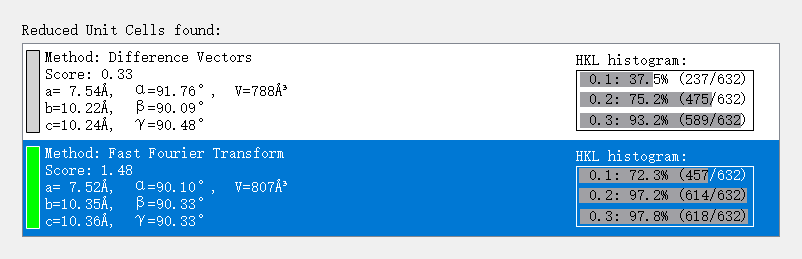 Reduced Unit Cells found:
Method: Difference Vectors
Score: 0.33
a= 7.54Å, α=91.76°, V=788Å³
b=10.22Å, β=90.09°
c=10.24Å, γ=90.48°
HKL histogram:
0.1: 37.5% (237/632)
0.2: 75.2% (475/632)
0.3: 93.2% (589/632)
Method: Fast Fourier Transform
Score: 1.48
a= 7.52Å, α=90.10°, V=807Å³
b=10.35Å, β=90.33°
c=10.36Å, γ=90.33°
HKL histogram:
0.1: 72.3% (457/632)
0.2: 97.2% (614/632)
0.3: 97.8% (618/632)